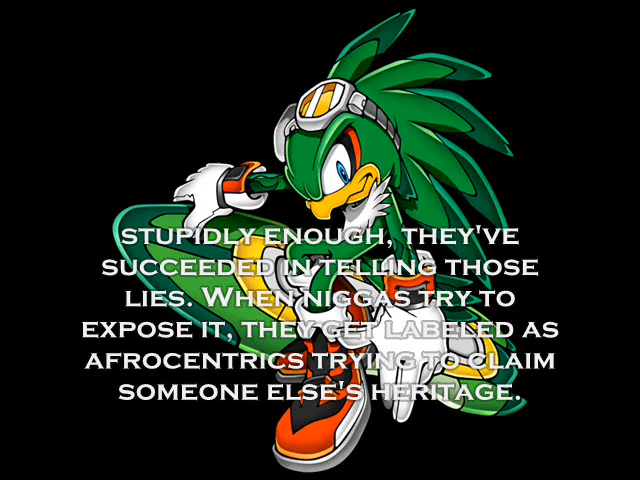 STUPIDLY ENOUGH, THEY'VE
SUCCEEDED IN TELLING THOSE
LIES. WHEN NIGGAS TRY TO
EXPOSE IT, THEY GET LABELED AS
AFROCENTRICS TRYING TO CLAIM
SOMEONE ELSE'S HERITAGE.